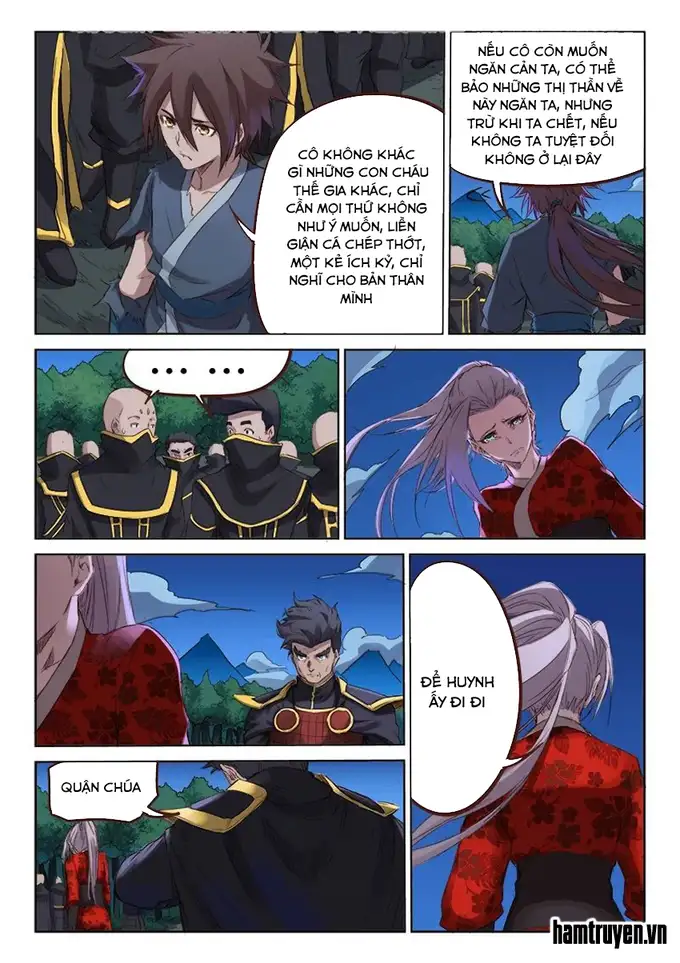 CÔ KHÔNG KHÁC
GÌ NHỮNG CON CHÁU
THẾ GIA KHÁC, CHỈ
CẦN MỌI THỨ KHÔNG
NHƯ Ý MUỐN, LIỀN
GIẬN CÁ CHÉP THỚT,
MỘT KẺ ÍCH KỶ, CHỈ
NGHĨ CHO BẢN THÂN
MÌNH
NẾU CÔ CÒN MUỐN
NGĂN CẢN TA, CÓ THỂ
BẢO NHỮNG THỊ THẦN VỀ
NÀY NGĂN TA, NHƯNG
TRỪ KHI TA CHẾT, NẾU
KHÔNG TA TUYỆT ĐỐI
KHÔNG Ở LẠI ĐÂY
... ...
ĐỂ HUYNH
ẤY ĐI ĐI
QUẬN CHÚA
hamtruyen.vn